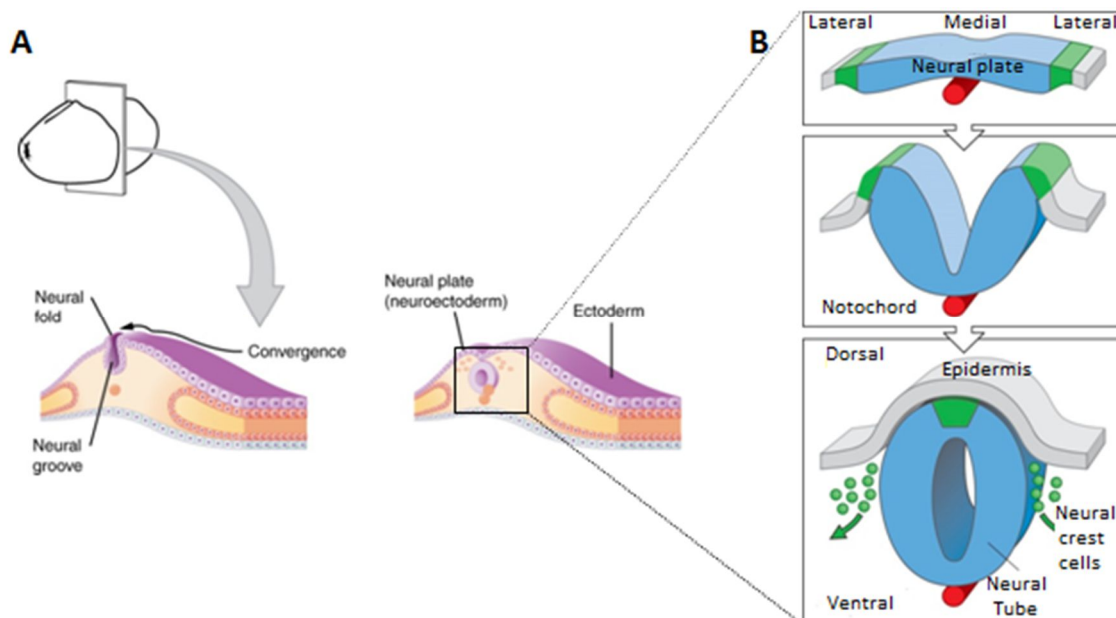 A
Neural
fold
Convergence
Neural
groove
Neural plate
(neuroectoderm)
Ectoderm
B
Lateral
Medial
Lateral
Neural plate
Notochord
Dorsal
Epidermis
Neural
crest
cells
Neural
Tube
Ventral